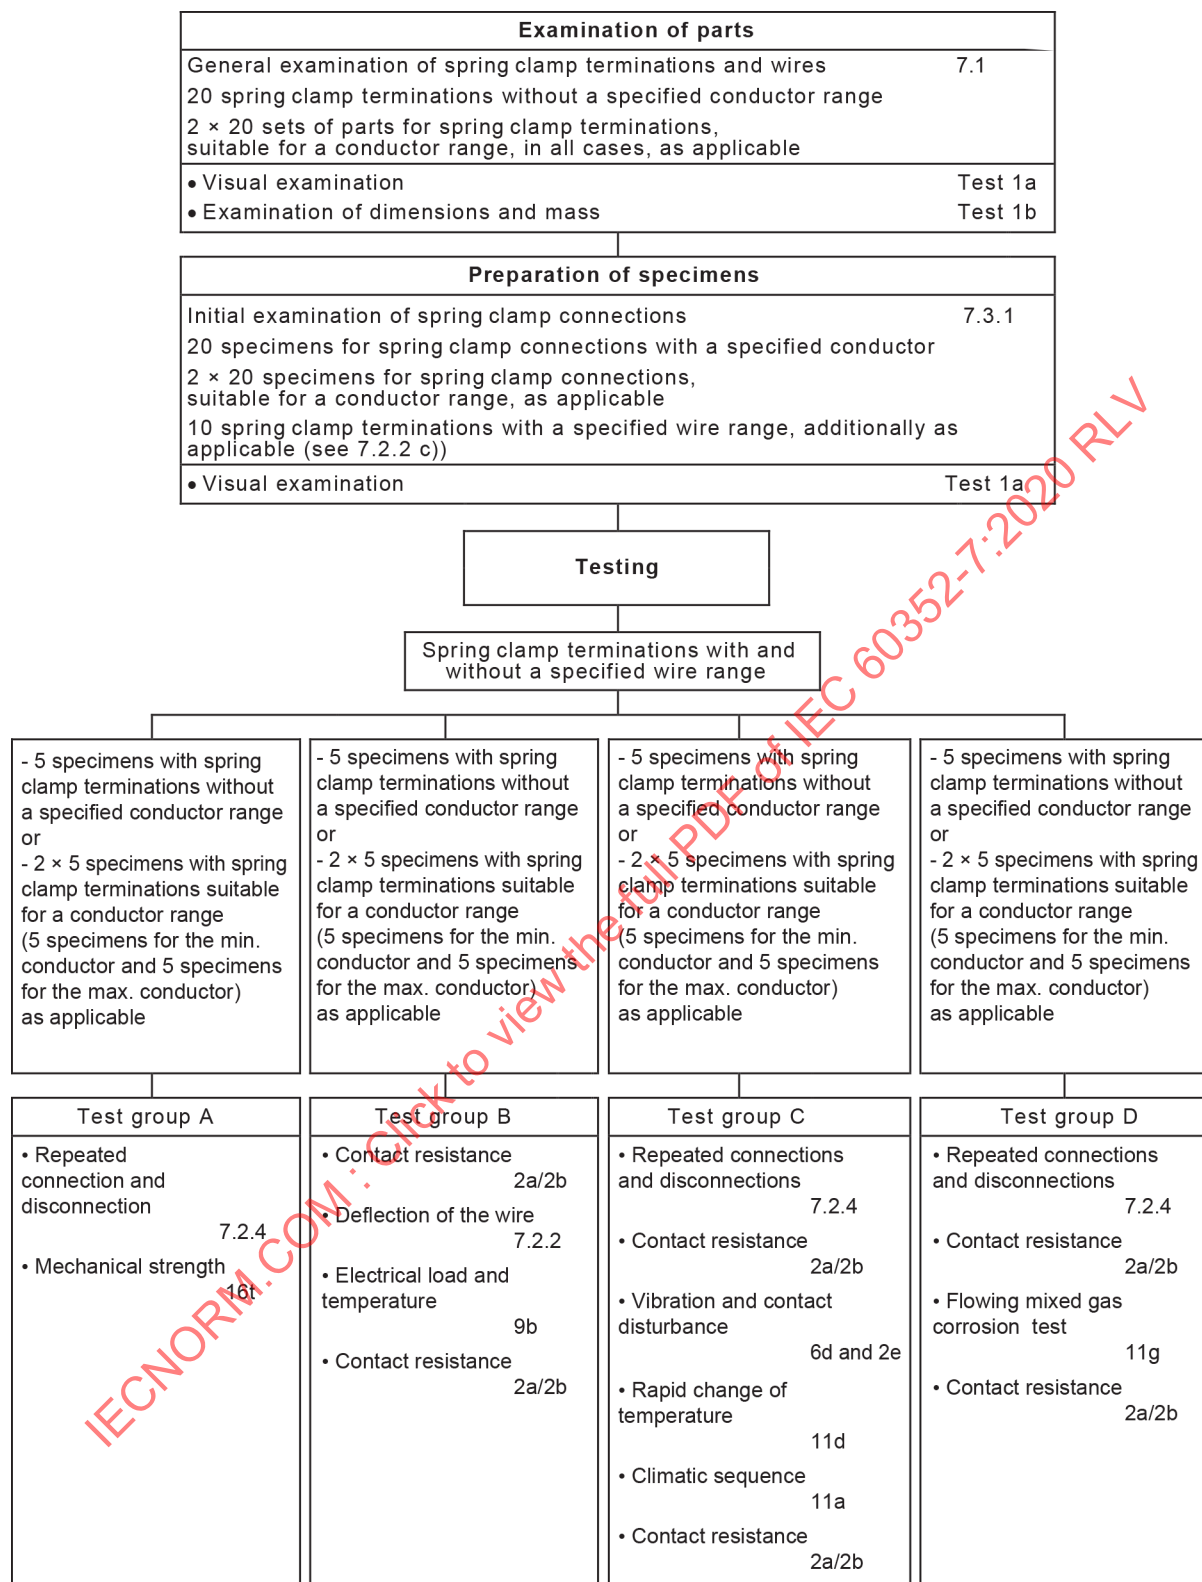 Examination of parts
General examination of spring clamp terminations and wires 7.1
20 spring clamp terminations without a specified conductor range
2 × 20 sets of parts for spring clamp terminations,
suitable for a conductor range, in all cases, as applicable
• Visual examination Test 1a
• Examination of dimensions and mass Test 1b
Preparation of specimens
Initial examination of spring clamp connections 7.3.1
20 specimens for spring clamp connections with a specified conductor
2 × 20 specimens for spring clamp connections,
suitable for a conductor range, as applicable
10 spring clamp terminations with a specified wire range, additionally as
applicable (see 7.2.2 c))
• Visual examination Test 1a
Testing
Spring clamp terminations with and
without a specified wire range
- 5 specimens with spring
clamp terminations without
a specified conductor range
or
- 2 × 5 specimens with spring
clamp terminations suitable
for a conductor range
(5 specimens for the min.
conductor and 5 specimens
for the max. conductor)
as applicable
- 5 specimens with spring
clamp terminations without
a specified conductor range
or
- 2 × 5 specimens with spring
clamp terminations suitable
for a conductor range
(5 specimens for the min.
conductor and 5 specimens
for the max. conductor)
as applicable
- 5 specimens with spring
clamp terminations without
a specified conductor range
or
- 2 × 5 specimens with spring
clamp terminations suitable
for a conductor range
(5 specimens for the min.
conductor and 5 specimens
for the max. conductor)
as applicable
- 5 specimens with spring
clamp terminations without
a specified conductor range
or
- 2 × 5 specimens with spring
clamp terminations suitable
for a conductor range
(5 specimens for the min.
conductor and 5 specimens
for the max. conductor)
as applicable
Test group A
• Repeated
connection and
disconnection
7.2.4
• Mechanical strength
16t
Test group B
• Contact resistance
2a/2b
• Deflection of the wire
7.2.2
• Electrical load and
temperature
9b
• Contact resistance
2a/2b
Test group C
• Repeated connections
and disconnections
7.2.4
• Contact resistance
2a/2b
• Vibration and contact
disturbance
6d and 2e
• Rapid change of
temperature
11d
• Climatic sequence
11a
• Contact resistance
2a/2b
Test group D
• Repeated connections
and disconnections
7.2.4
• Contact resistance
2a/2b
• Flowing mixed gas
corrosion test
11g
• Contact resistance
2a/2b
IECNORM.COM : Click to view the full PDF of IEC 60352-7:2020 RLV